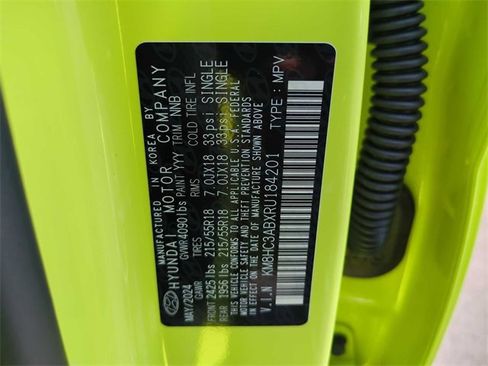 MANUFACTURED IN KOREA BY
HYUNDAI MOTOR COMPANY
MAY/2024 GVWR4090lbs PAINT YYY TRIM NNB
GAWR TIRES RIMS COLD TIRE INFL
FRONT 2425 lbs 215/55R18 7.0JX18 33psi SINGLE
REAR 1956 lbs 215/55R18 7.0JX18 33psi SINGLE
THIS VEHICLE CONFORMS TO ALL APPLICABLE U.S.A. FEDERAL
MOTOR VEHICLE SAFETY AND THEFT PREVENTION STANDARDS
IN EFFECT ON THE DATE OF MANUFACTURE SHOWN ABOVE
V.I.N KM8HC3ABXRU184201 TYPE : MPV